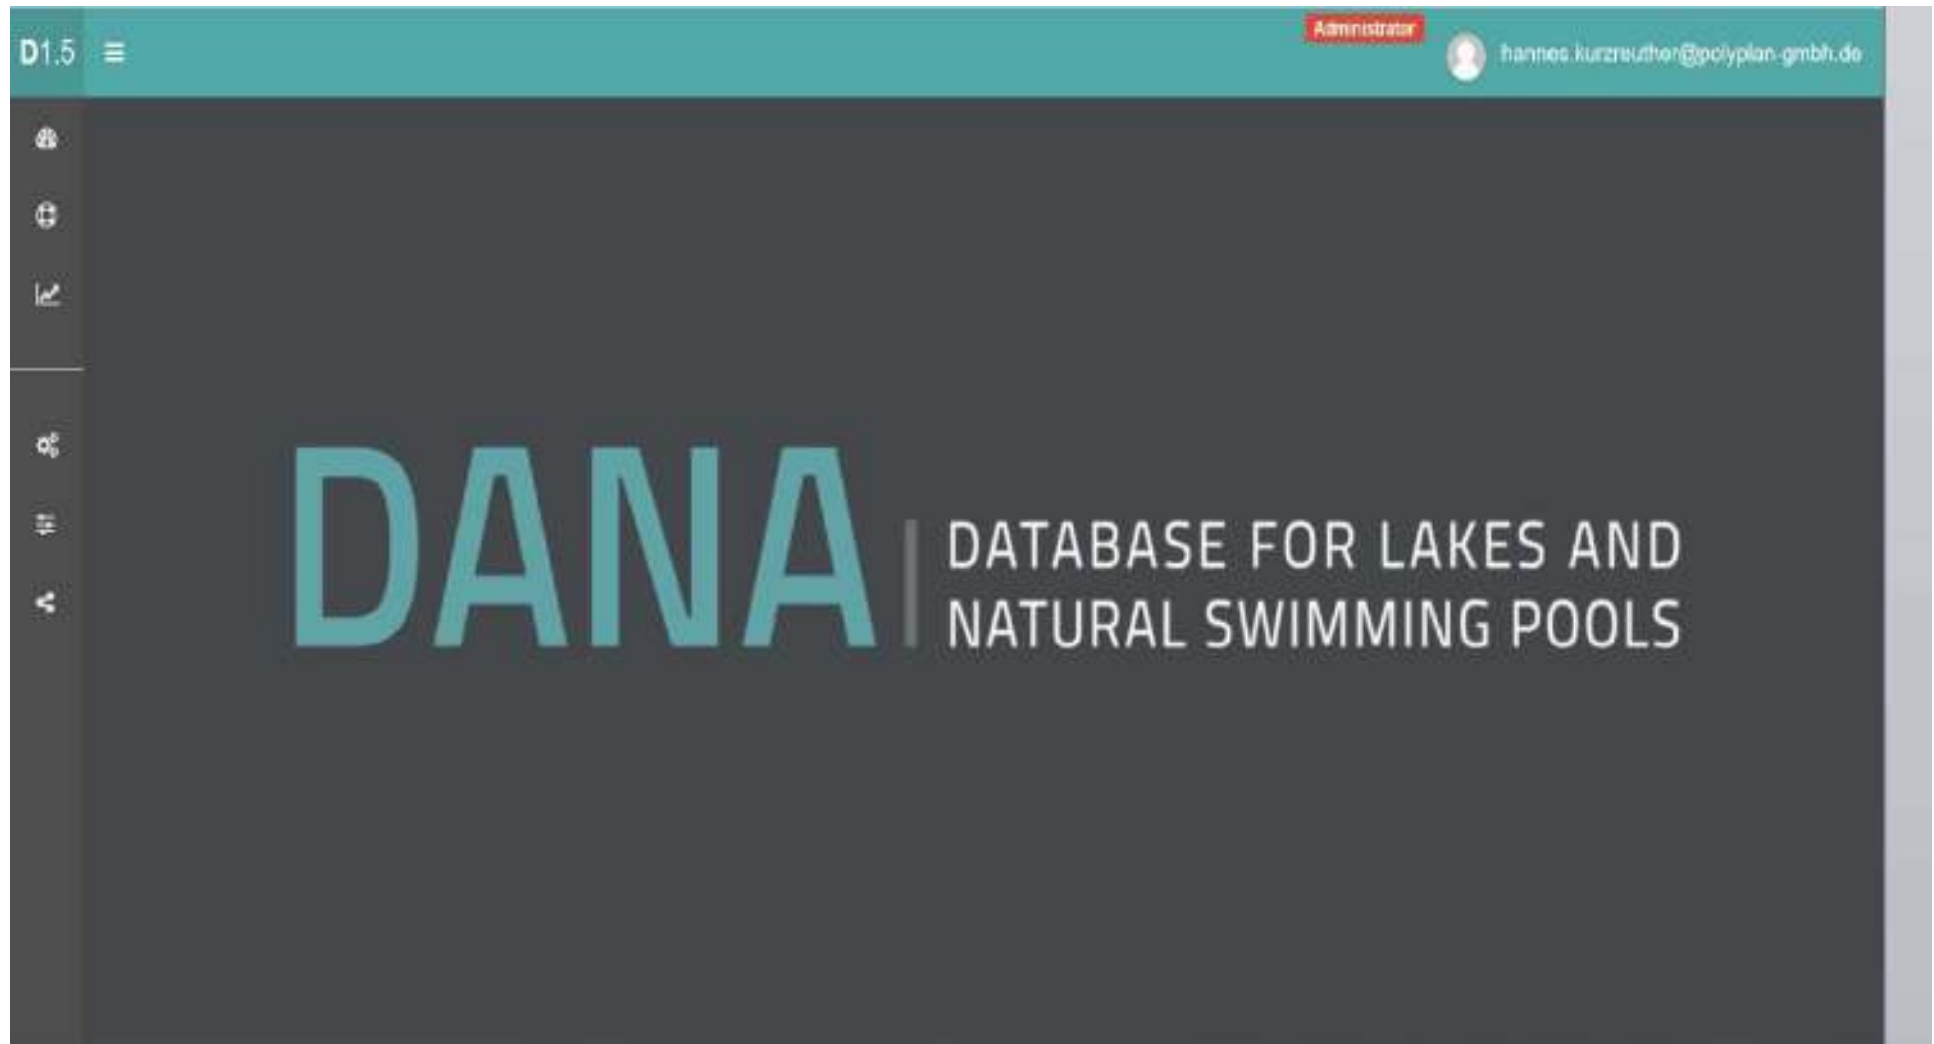 D1.5
Administrator
hannes.kurzreuther@polyplan-gmbh.de
DANA
DATABASE FOR LAKES AND
NATURAL SWIMMING POOLS